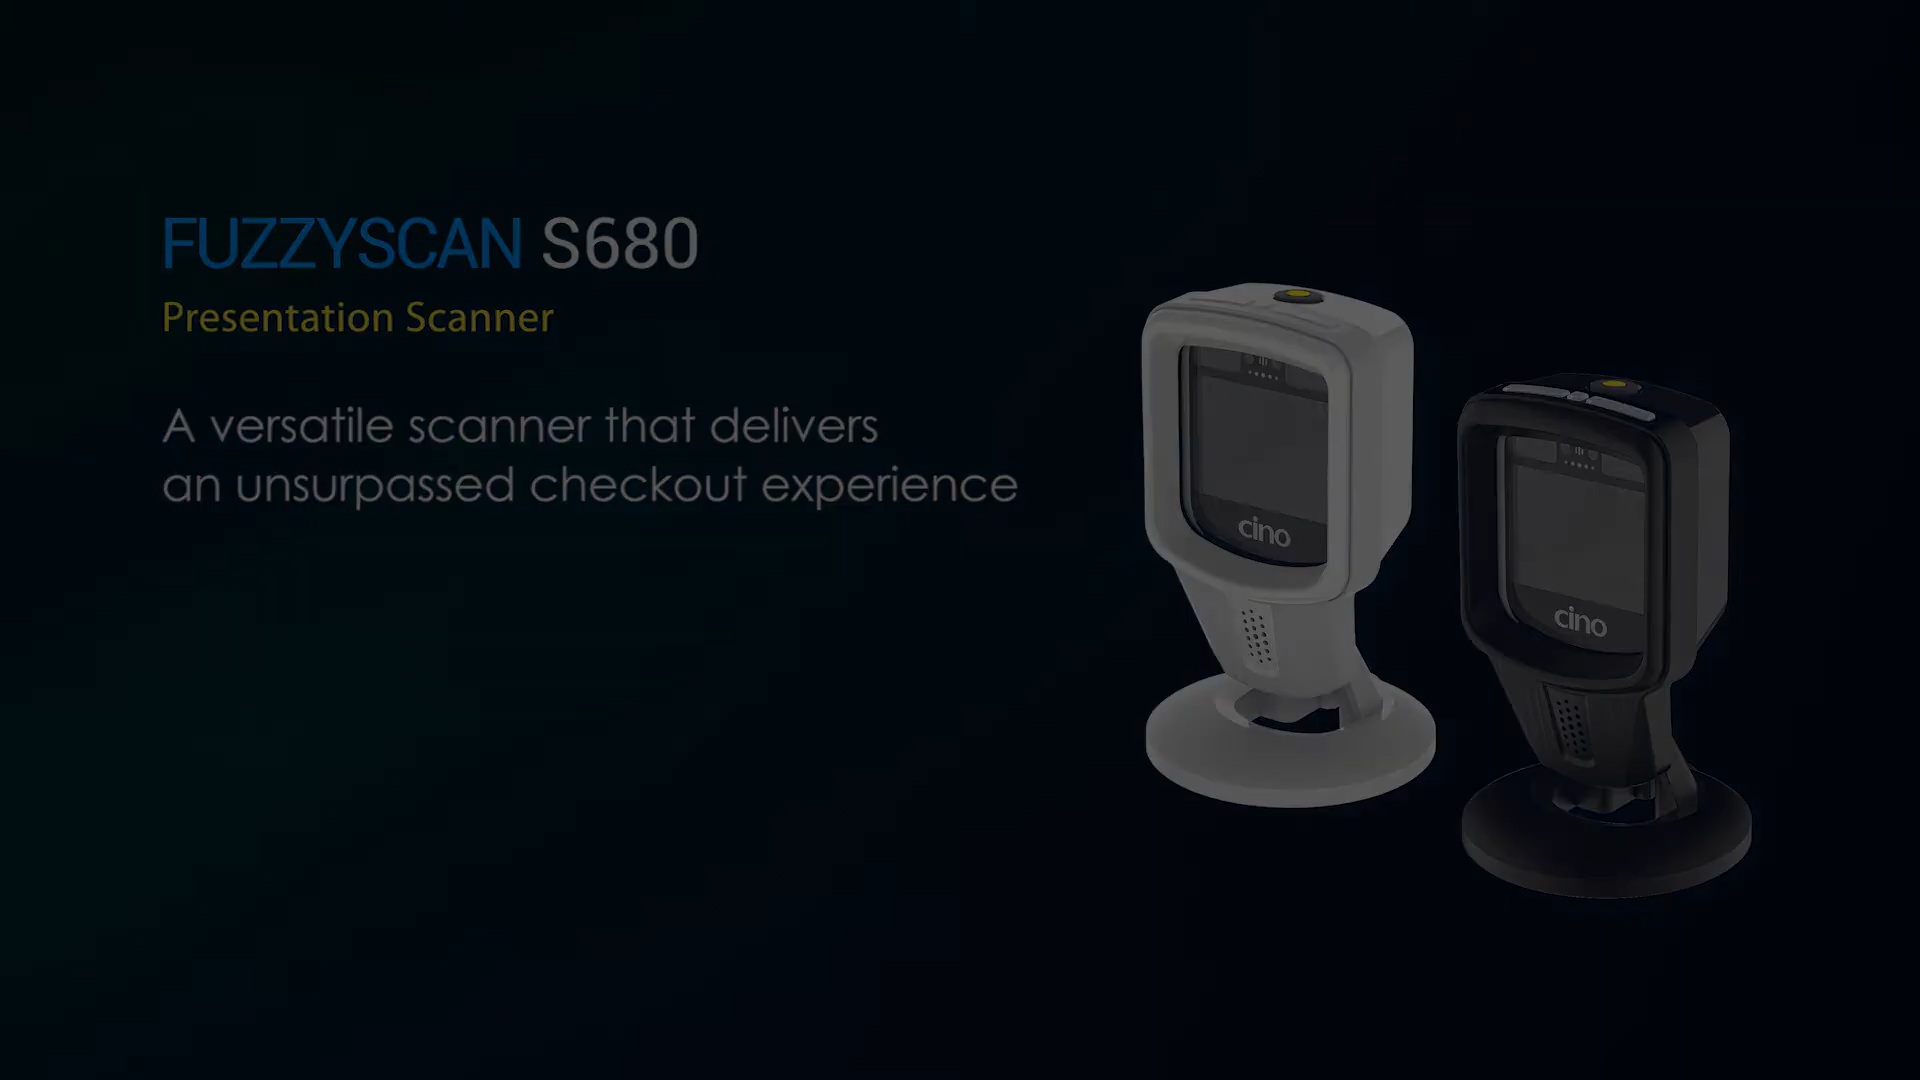 FUZZYSCAN S680
Presentation Scanner
A versatile scanner that delivers
an unsurpassed checkout experience
cino
cino